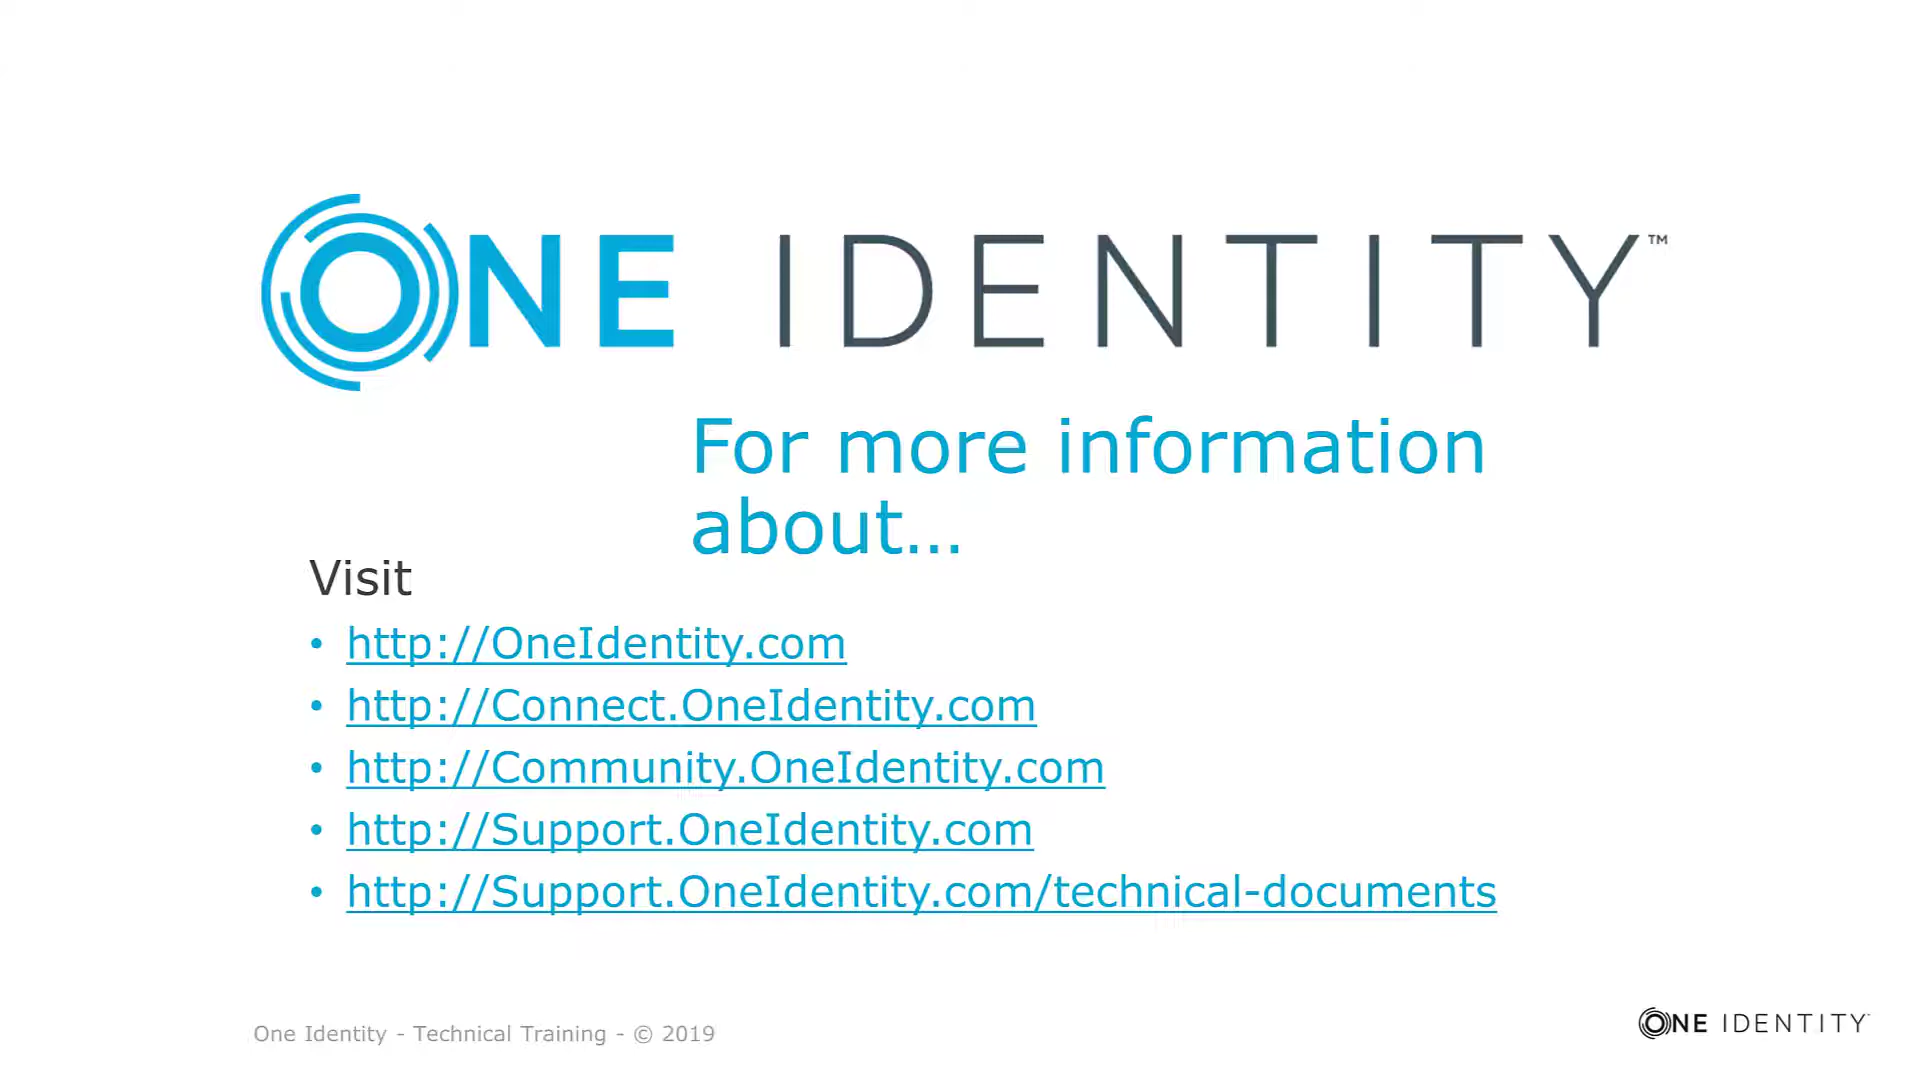 ONE IDENTITY™
For more information
about...
Visit
• http://OneIdentity.com
• http://Connect.OneIdentity.com
• http://Community.OneIdentity.com
• http://Support.OneIdentity.com
• http://Support.OneIdentity.com/technical-documents
One Identity - Technical Training - © 2019
ONE IDENTITY